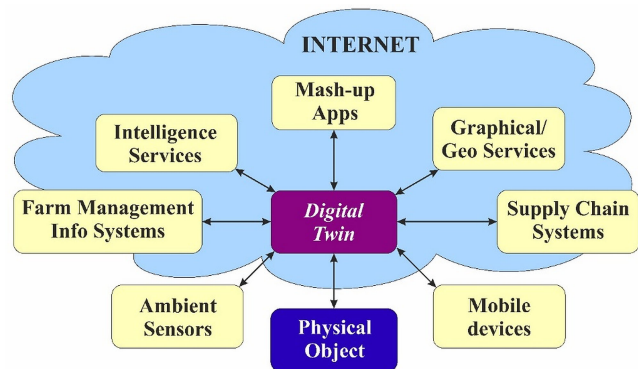 INTERNET
Mash-up
Apps
Intelligence
Services
Graphical/
Geo Services
Farm Management
Info Systems
Digital
Twin
Supply Chain
Systems
Ambient
Sensors
Physical
Object
Mobile
devices